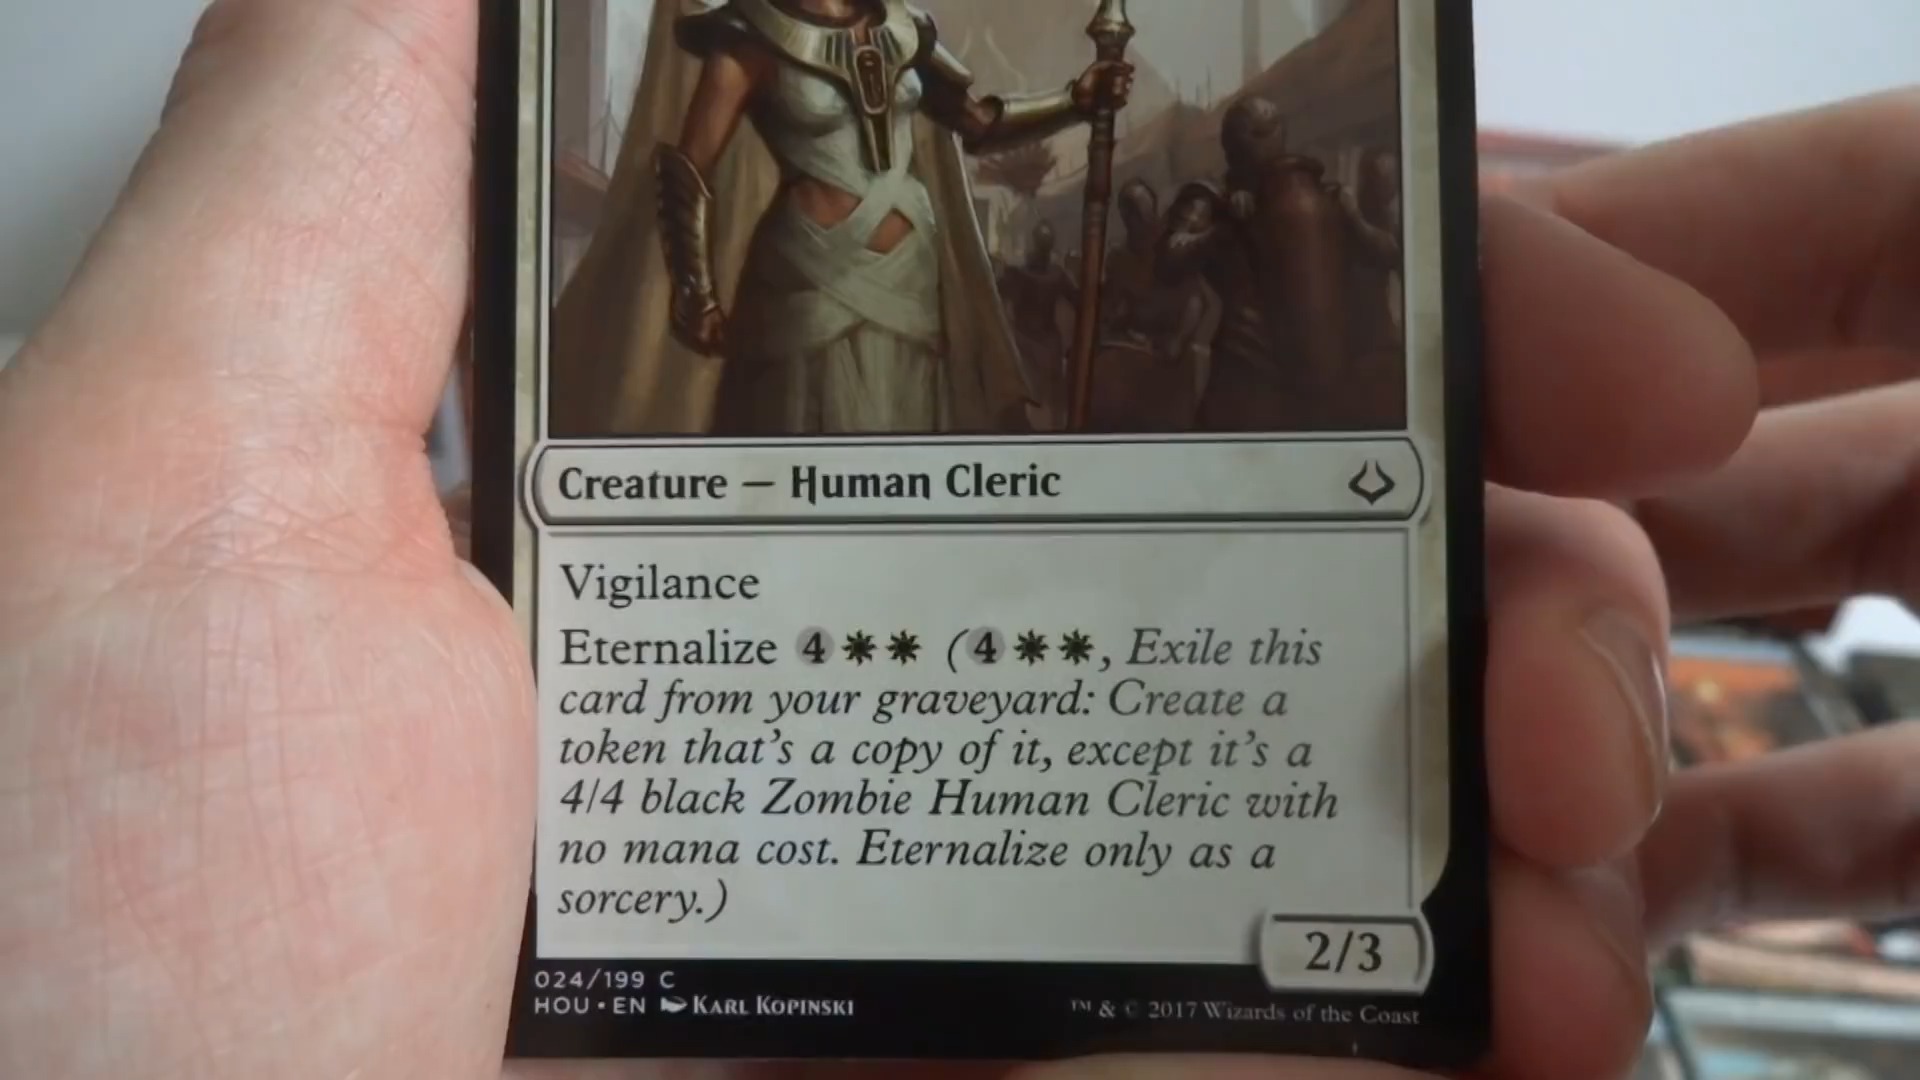 Creature — Human Cleric
Vigilance
Eternalize 4 (4, Exile this
card from your graveyard: Create a
token that's a copy of it, except it's a
4/4 black Zombie Human Cleric with
no mana cost. Eternalize only as a
sorcery.)
2/3
024/199 C
HOU • EN KARL KOPINSKI
™ & © 2017 Wizards of the Coast